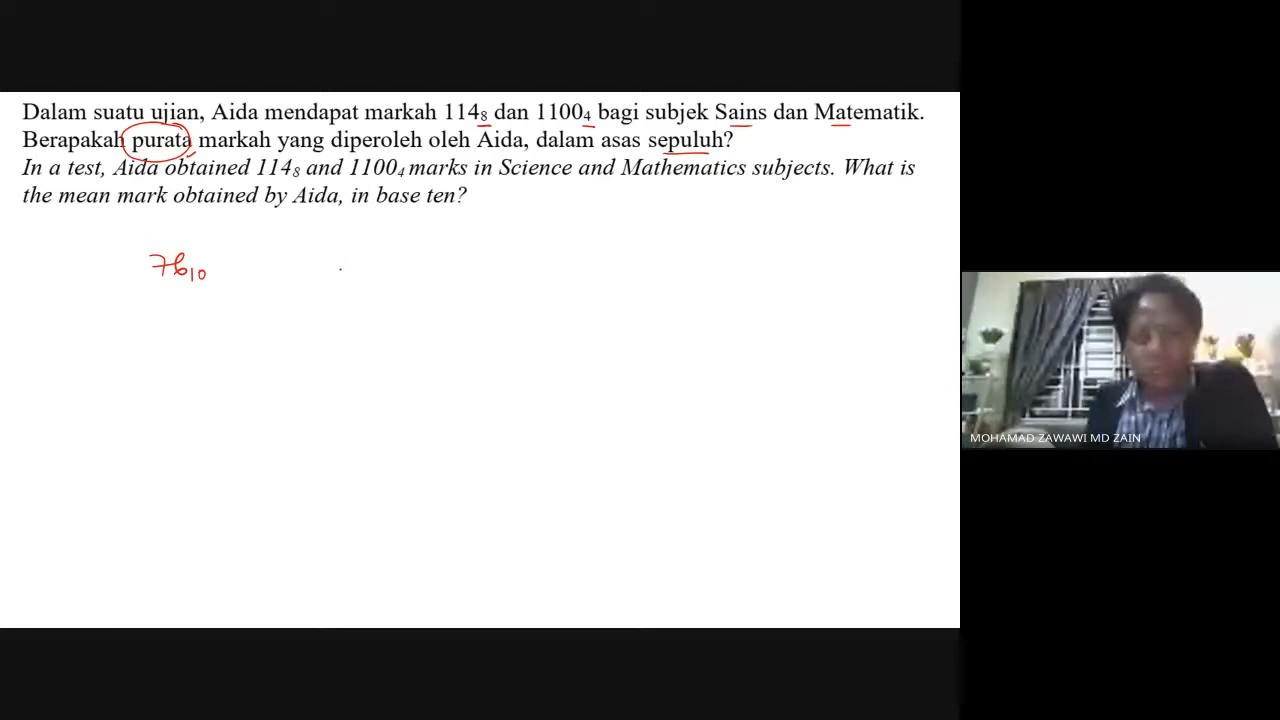 Dalam suatu ujian, Aida mendapat markah 114₈ dan 1100₄ bagi subjek Sains dan Matematik.
Berapakah purata markah yang diperoleh oleh Aida, dalam asas sepuluh?
In a test, Aida obtained 114₈ and 1100₄ marks in Science and Mathematics subjects. What is
the mean mark obtained by Aida, in base ten?
76₁₀
MOHAMAD ZAWAWI MD ZAIN